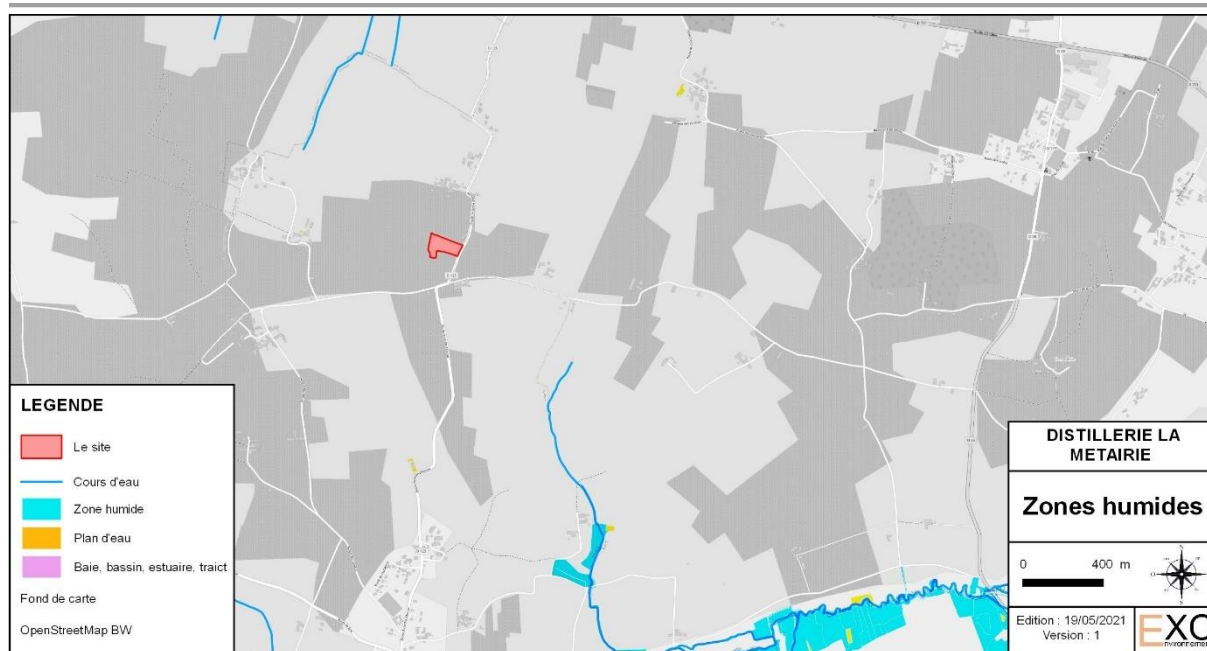 LEGENDE
Le site
Cours d'eau
Zone humide
Plan d'eau
Baie, bassin, estuaire, traict
Fond de carte
OpenStreetMap BW
DISTILLERIE LA
METAIRIE
Zones humides
0 400 m
Edition : 19/05/2021
Version : 1
EXO